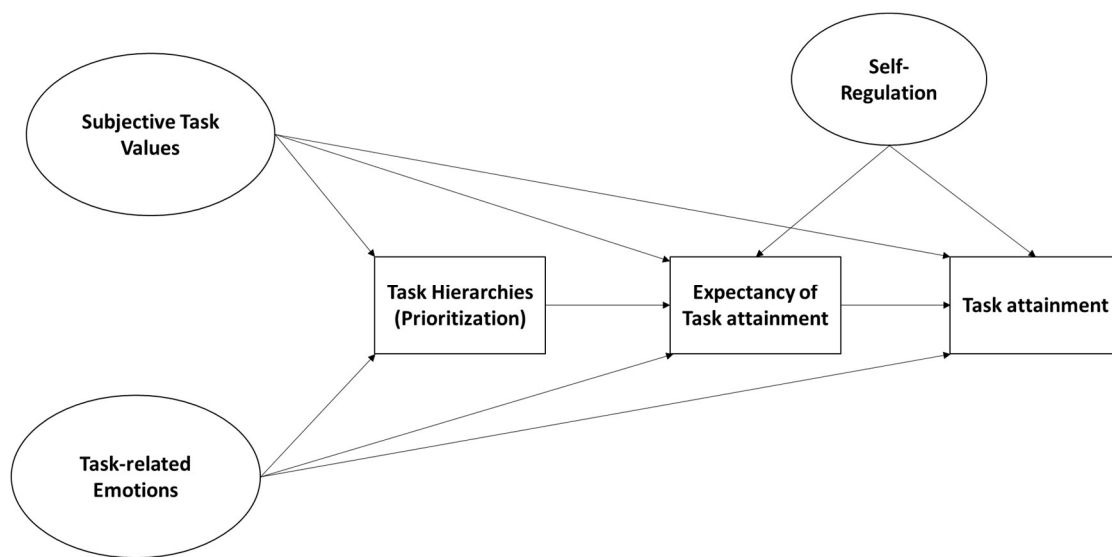 Subjective Task
Values
Self-
Regulation
Task Hierarchies
(Prioritization)
Expectancy of
Task attainment
Task attainment
Task-related
Emotions